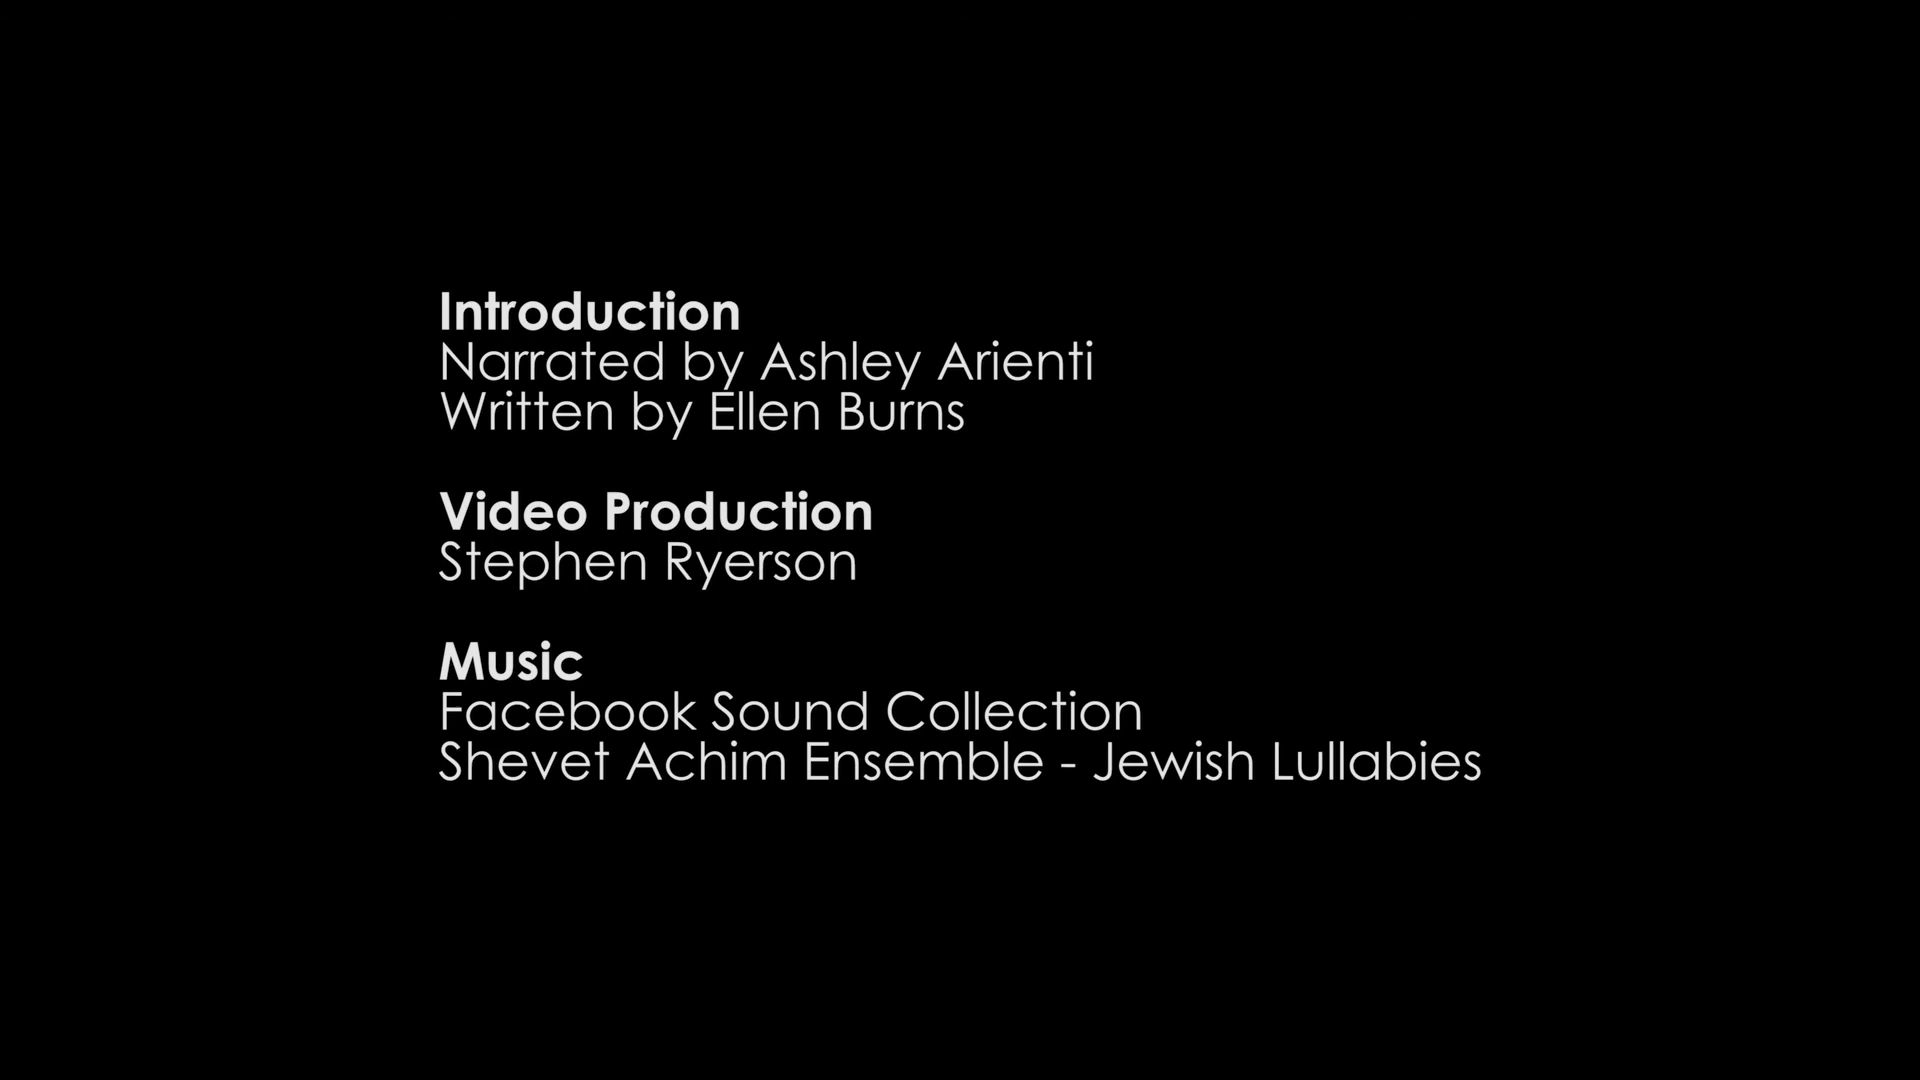 Introduction
Narrated by Ashley Arienti
Written by Ellen Burns
Video Production
Stephen Ryerson
Music
Facebook Sound Collection
Shevet Achim Ensemble - Jewish Lullabies